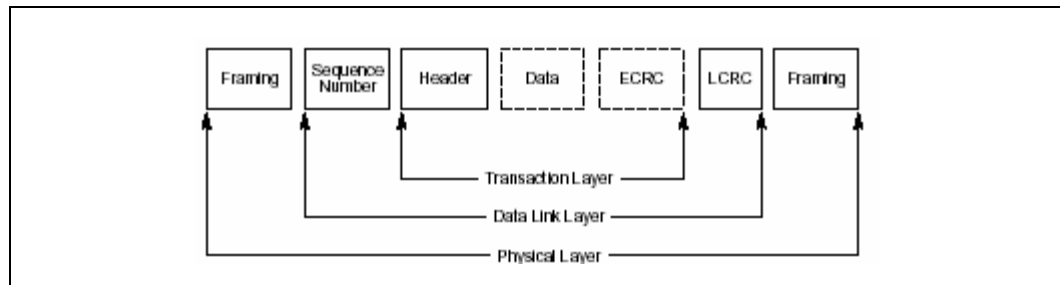 Framing
Sequence
Number
Header
Data
ECRC
LCRC
Framing
Transaction Layer
Data Link Layer
Physical Layer